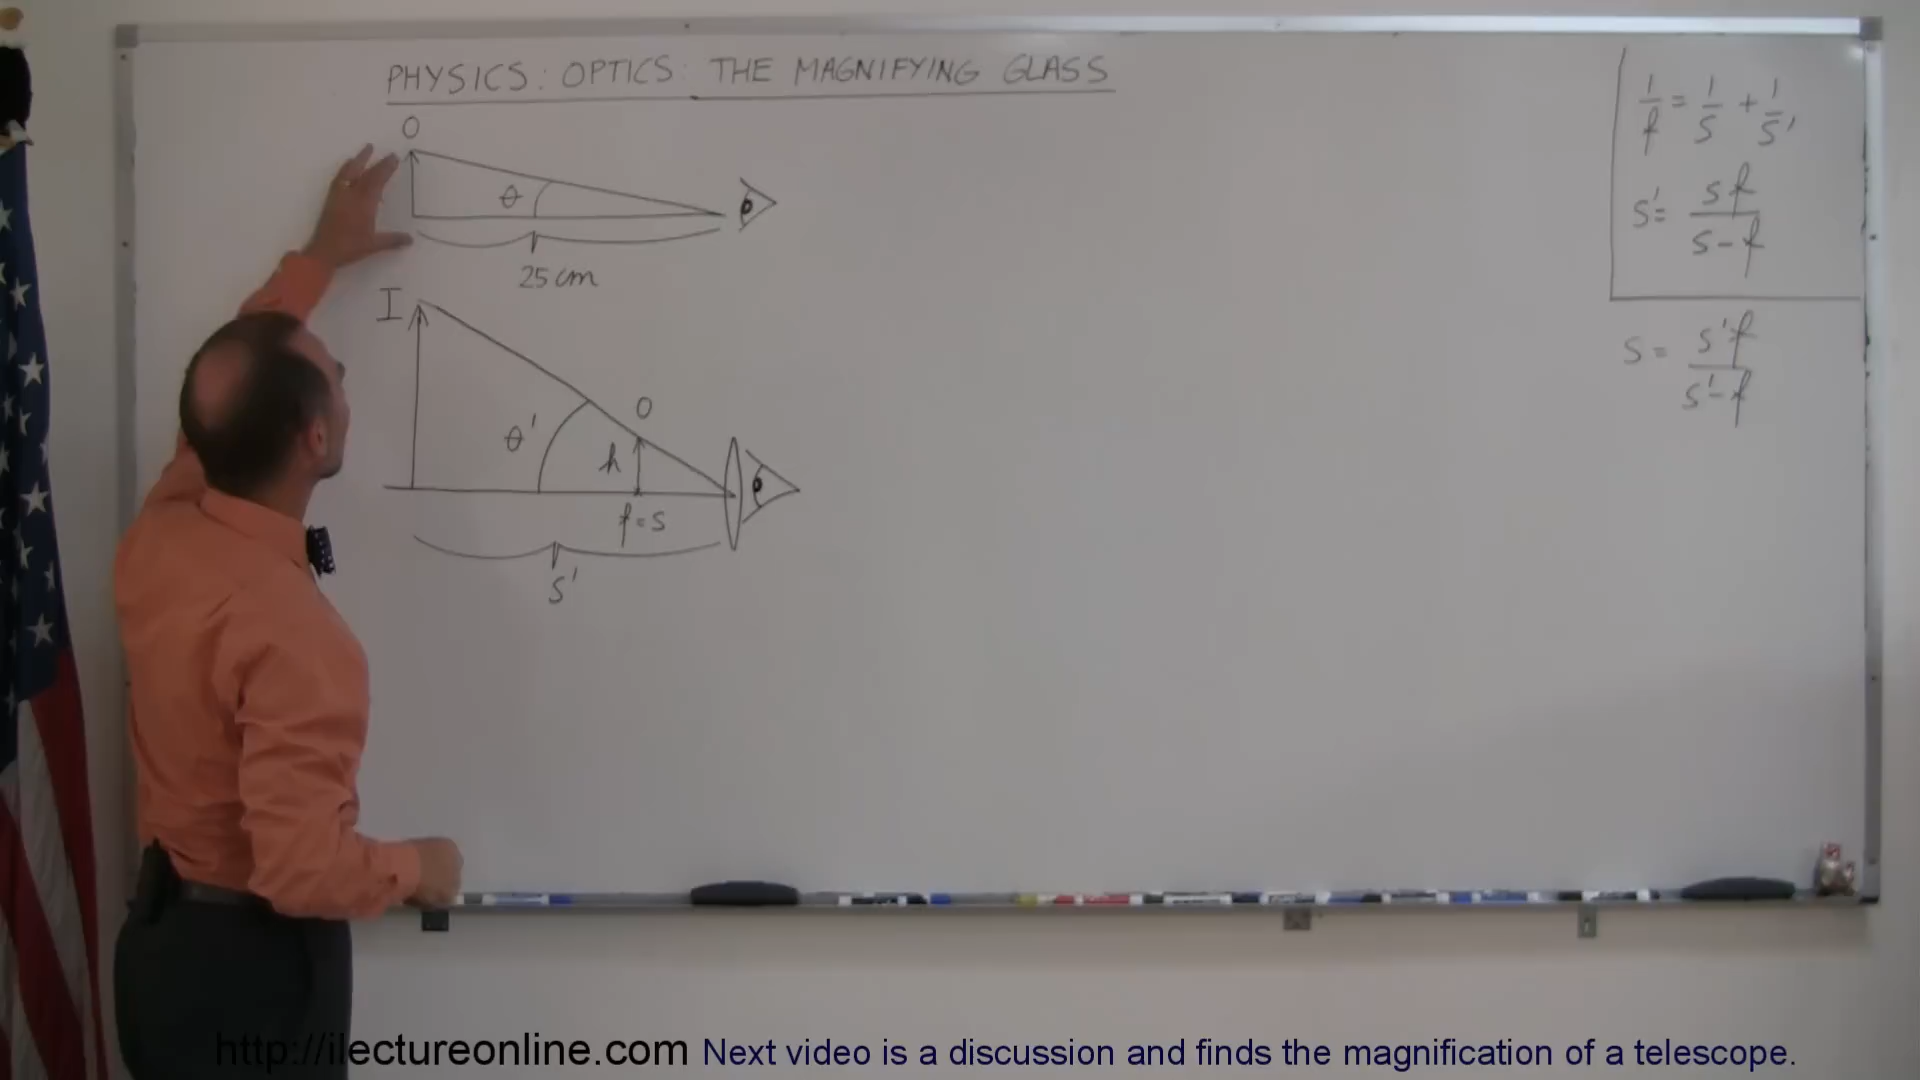 PHYSICS: OPTICS: THE MAGNIFYING GLASS
O
θ
25 cm
I
θ'
O
h
f = s
s'
1/f = 1/s + 1/s'
s' = sf/(s-f)
s = s'f/(s'-f)
http://ilectureonline.com Next video is a discussion and finds the magnification of a telescope.